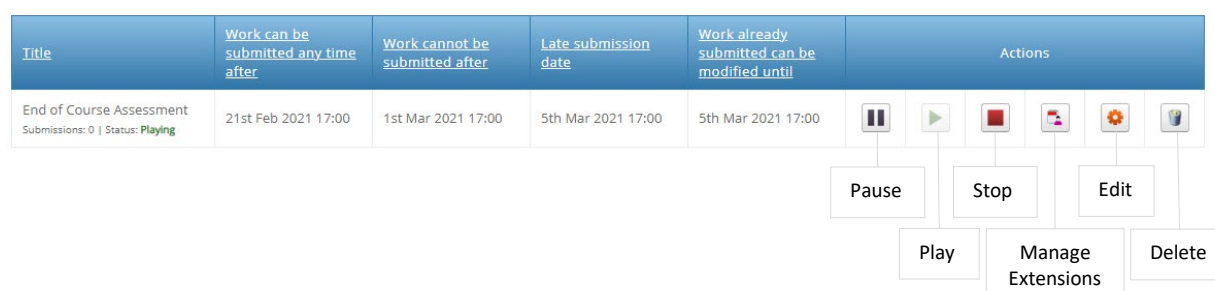 Title
Work can be
submitted any time
after
Work cannot be
submitted after
Late submission
date
Work already
submitted can be
modified until
Actions
End of Course Assessment
Submissions: 0 | Status: Playing
21st Feb 2021 17:00
1st Mar 2021 17:00
5th Mar 2021 17:00
5th Mar 2021 17:00
Pause
Stop
Edit
Play
Manage
Extensions
Delete